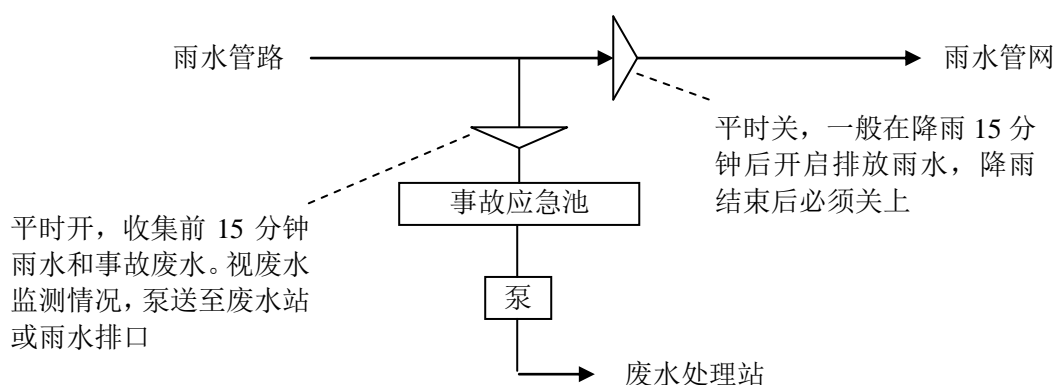 雨水管路
雨水管网
平时关，一般在降雨 15 分
钟后开启排放雨水，降雨
结束后必须关上
事故应急池
平时开，收集前 15 分钟
雨水和事故废水。视废水
监测情况，泵送至废水站
或雨水排口
泵
废水处理站